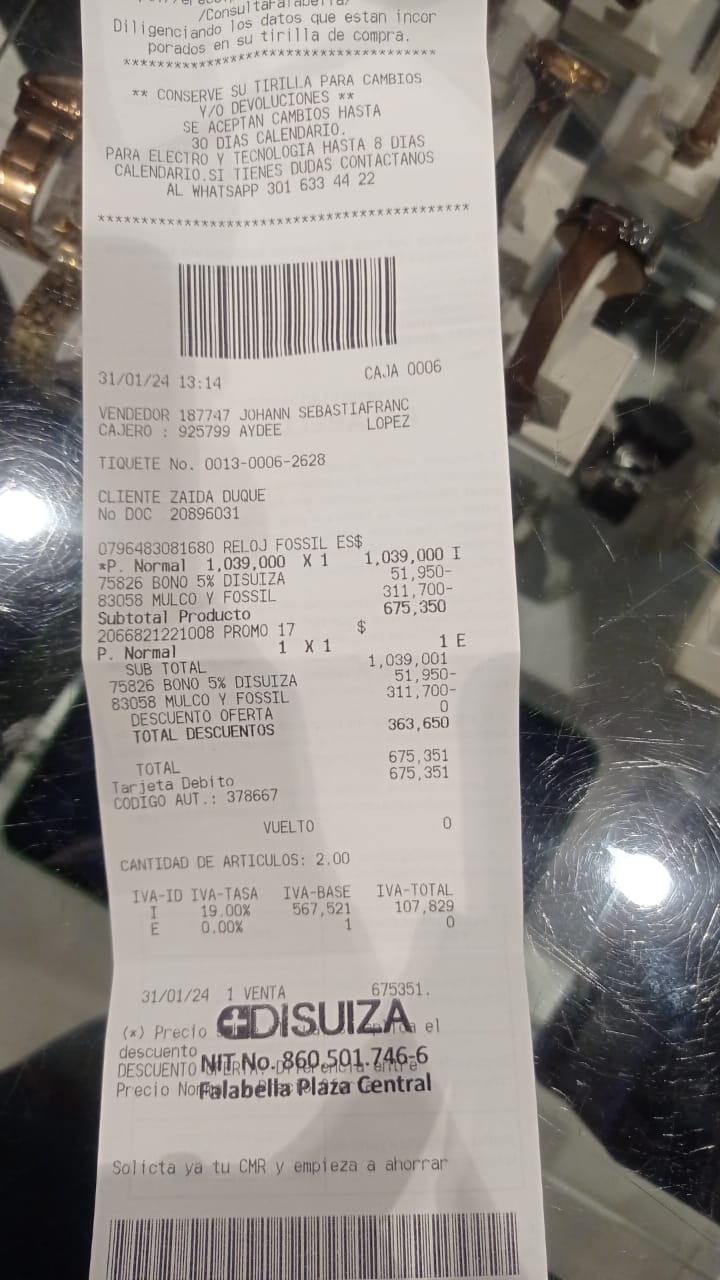 /ConsultaFalabella/
Diligenciando los datos que estan incor
porados en su tirilla de compra.
****************************************
** CONSERVE SU TIRILLA PARA CAMBIOS
Y/O DEVOLUCIONES **
SE ACEPTAN CAMBIOS HASTA
30 DIAS CALENDARIO.
PARA ELECTRO Y TECNOLOGIA HASTA 8 DIAS
CALENDARIO.SI TIENES DUDAS CONTACTANOS
AL WHATSAPP 301 633 44 22
****************************************
31/01/24 13:14 CAJA 0006
VENDEDOR 187747 JOHANN SEBASTIAFRANC
CAJERO : 925799 AYDEE LOPEZ
TIQUETE No. 0013-0006-2628
CLIENTE ZAIDA DUQUE
No DOC 20896031
0796483081680 RELOJ FOSSIL ES$
*P. Normal 1,039,000 X 1 1,039,000 I
75826 BONO 5% DISUIZA 51,950-
83058 MULCO Y FOSSIL 311,700-
Subtotal Producto 675,350
2066821221008 PROMO 17 $
P. Normal 1 X 1 1 E
SUB TOTAL 1,039,001
75826 BONO 5% DISUIZA 51,950-
83058 MULCO Y FOSSIL 311,700-
DESCUENTO OFERTA 0
TOTAL DESCUENTOS 363,650
TOTAL 675,351
Tarjeta Debito 675,351
CODIGO AUT.: 378667
VUELTO 0
CANTIDAD DE ARTICULOS: 2.00
IVA-ID IVA-TASA IVA-BASE IVA-TOTAL
I 19.00% 567,521 107,829
E 0.00% 1 0
31/01/24 1 VENTA 675351.
DISUIZA
(*) Precio el
descuento
NIT No. 860.501.746-6
DESCUENTO OFERTA: Diferencia entre
Precio Normal
Falabella Plaza Central
Solicta ya tu CMR y empieza a ahorrar